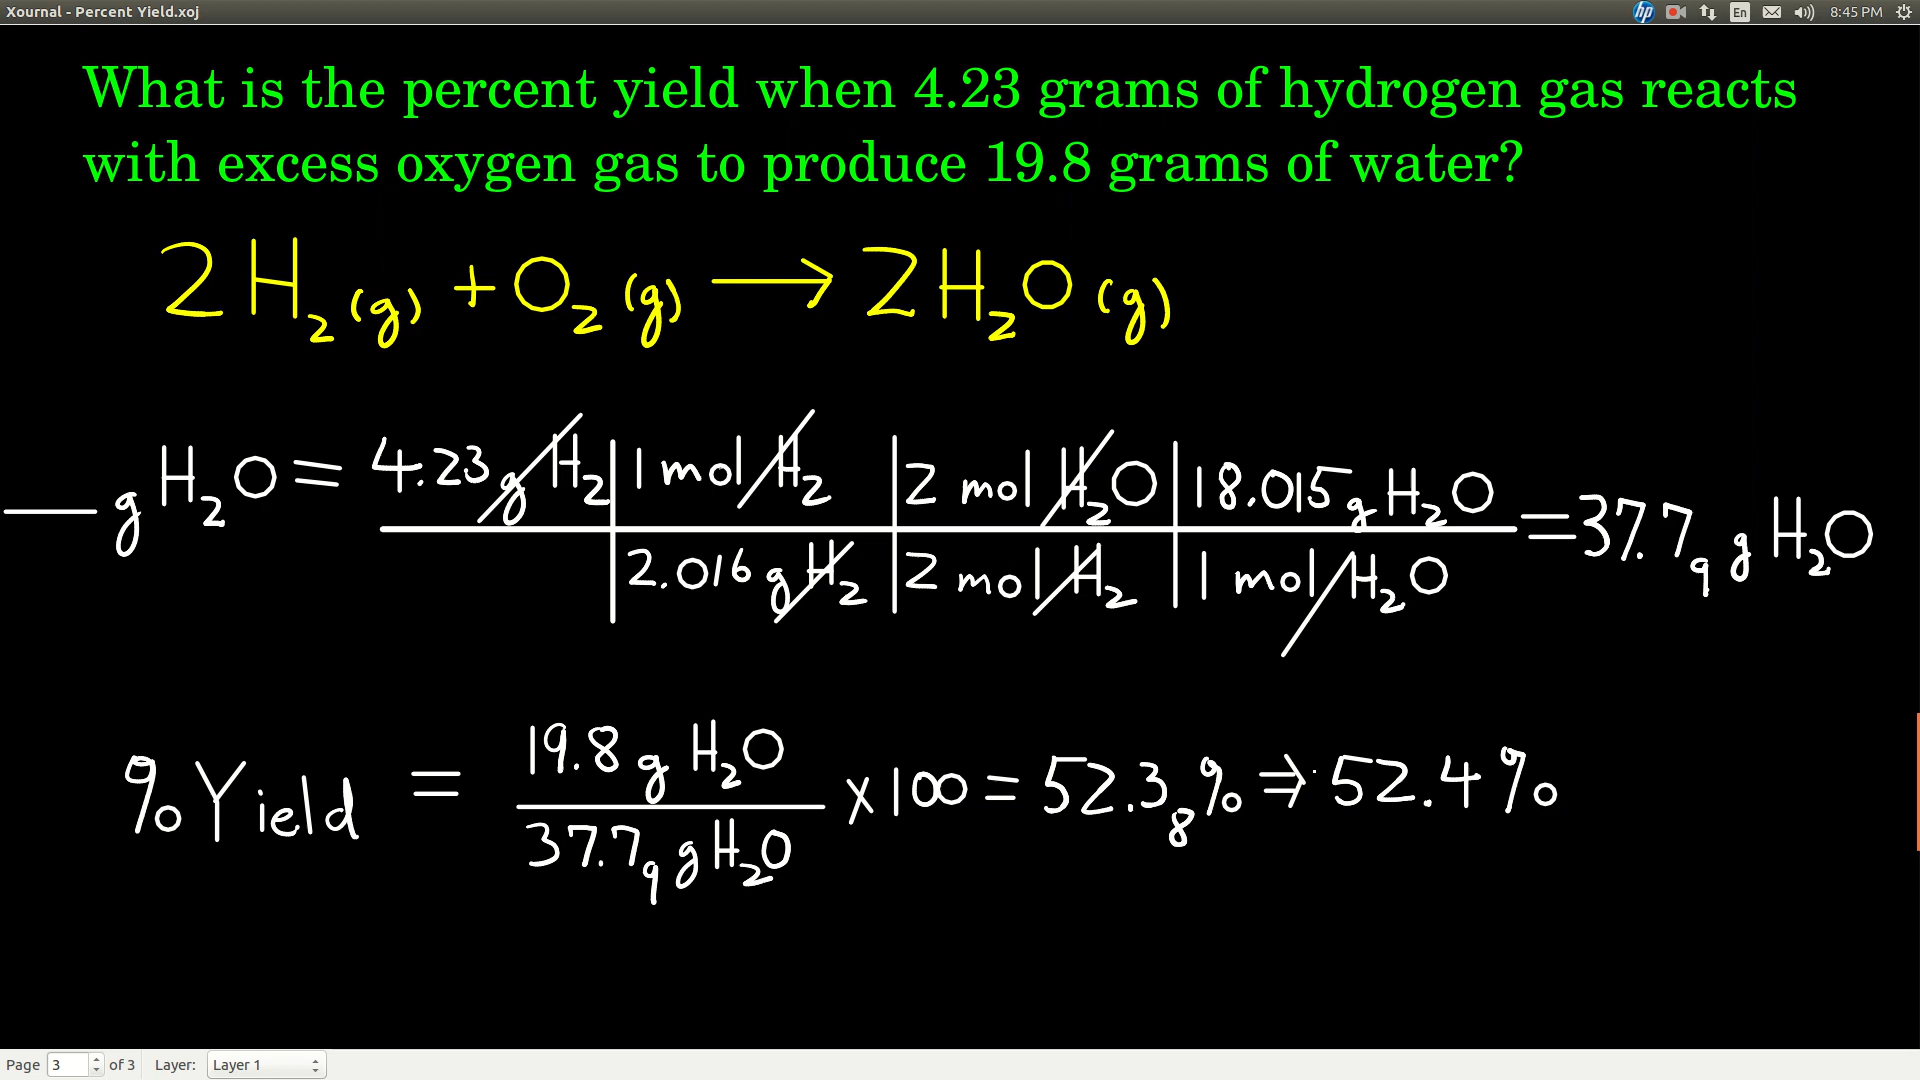 Xournal - Percent Yield.xoj
hp En 8:45 PM
What is the percent yield when 4.23 grams of hydrogen gas reacts
with excess oxygen gas to produce 19.8 grams of water?
2H₂(g) + O₂(g) → 2H₂O(g)
__ g H₂O = 4.23 g H₂ | 1 mol H₂ | 2 mol H₂O | 18.015 g H₂O = 37.7₉ g H₂O
2.016 g H₂ | 2 mol H₂ | 1 mol H₂O
% Yield = 19.8 g H₂O x 100 = 52.3₈% ⇒ 52.4%
37.7₉ g H₂O
Page 3 of 3 Layer: Layer 1